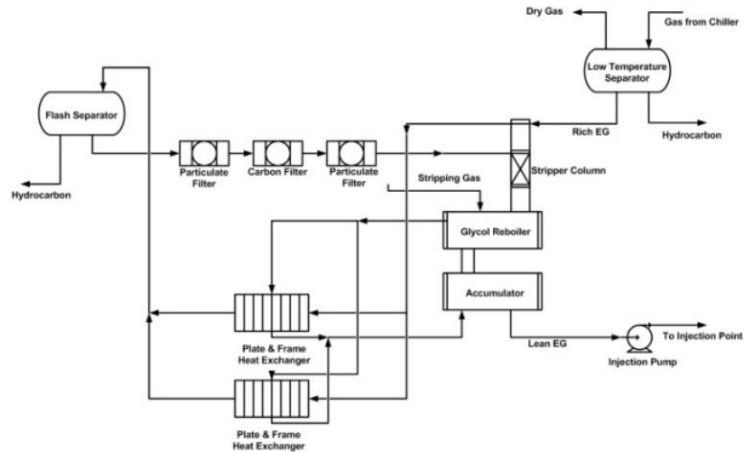 Dry Gas
Gas from Chiller
Low Temperature
Separator
Flash Separator
Rich EG
Hydrocarbon
Particulate
Filter
Carbon Filter
Particulate
Filter
Stripping Gas
Stripper Column
Hydrocarbon
Glycol Reboiler
Accumulator
Plate & Frame
Heat Exchanger
Lean EG
To Injection Point
Injection Pump
Plate & Frame
Heat Exchanger